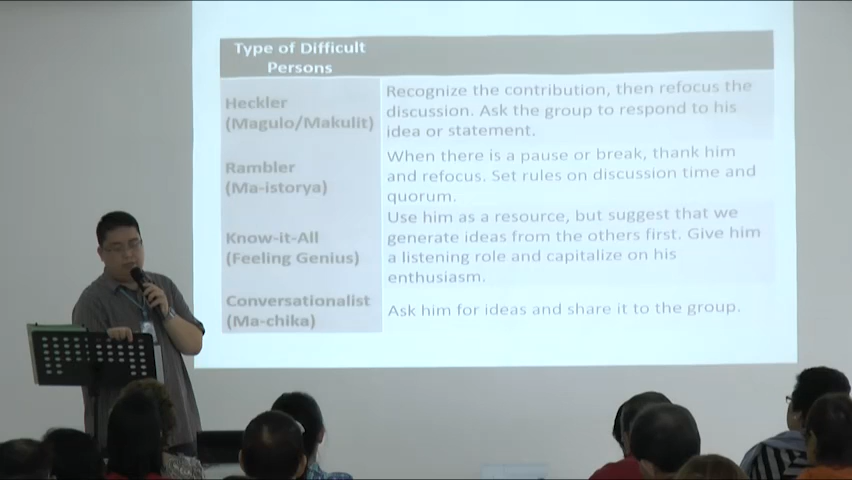 Type of Difficult
Persons
Heckler
(Magulo/Makulit)
Recognize the contribution, then refocus the
discussion. Ask the group to respond to his
idea or statement.
Rambler
(Ma-istorya)
When there is a pause or break, thank him
and refocus. Set rules on discussion time and
quorum.
Know-it-All
(Feeling Genius)
Use him as a resource, but suggest that we
generate ideas from the others first. Give him
a listening role and capitalize on his
enthusiasm.
Conversationalist
(Ma-chika)
Ask him for ideas and share it to the group.